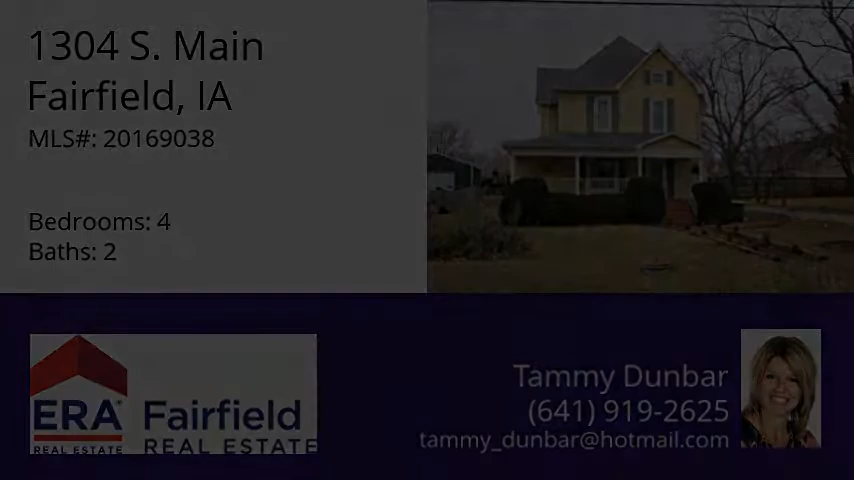 1304 S. Main
Fairfield, IA
MLS#: 20169038
Bedrooms: 4
Baths: 2
ERA
REAL ESTATE
Fairfield
REAL ESTATE
Tammy Dunbar
(641) 919-2625
tammy_dunbar@hotmail.com